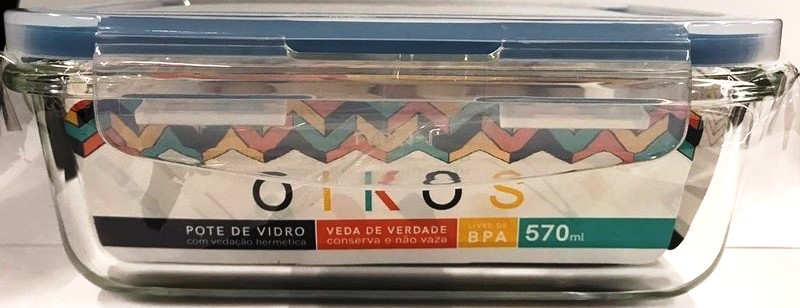 OIKOS
POTE DE VIDRO
com vedação hermética
VEDA DE VERDADE
conserva e não vaza
LIVRE DE
BPA
570ml